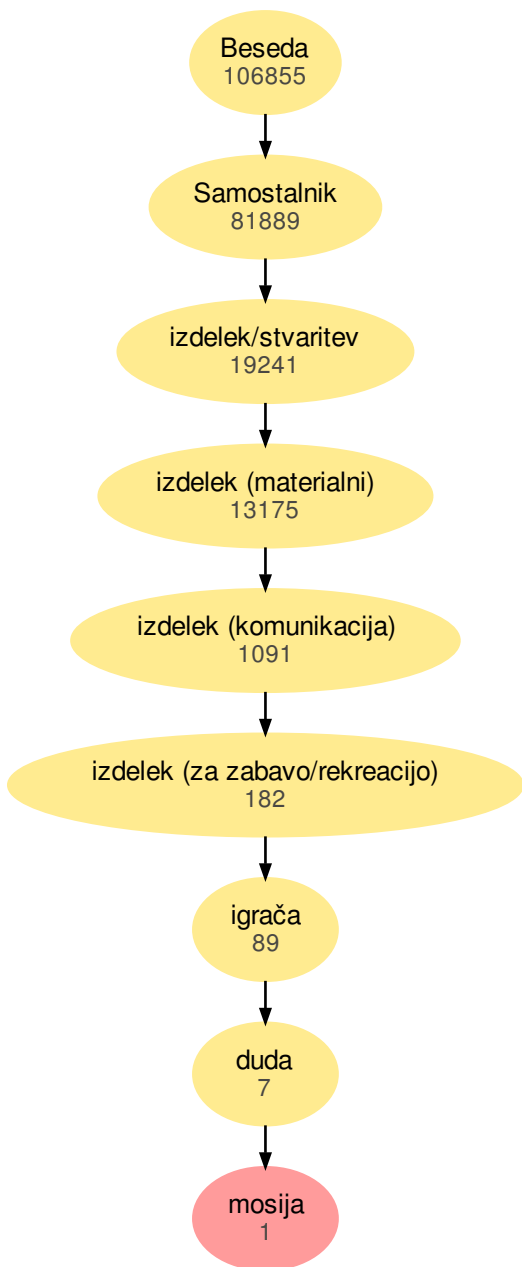 Beseda
106855
Samostalnik
81889
izdelek/stvaritev
19241
izdelek (materialni)
13175
izdelek (komunikacija)
1091
izdelek (za zabavo/rekreacijo)
182
igrača
89
duda
7
mosija
1